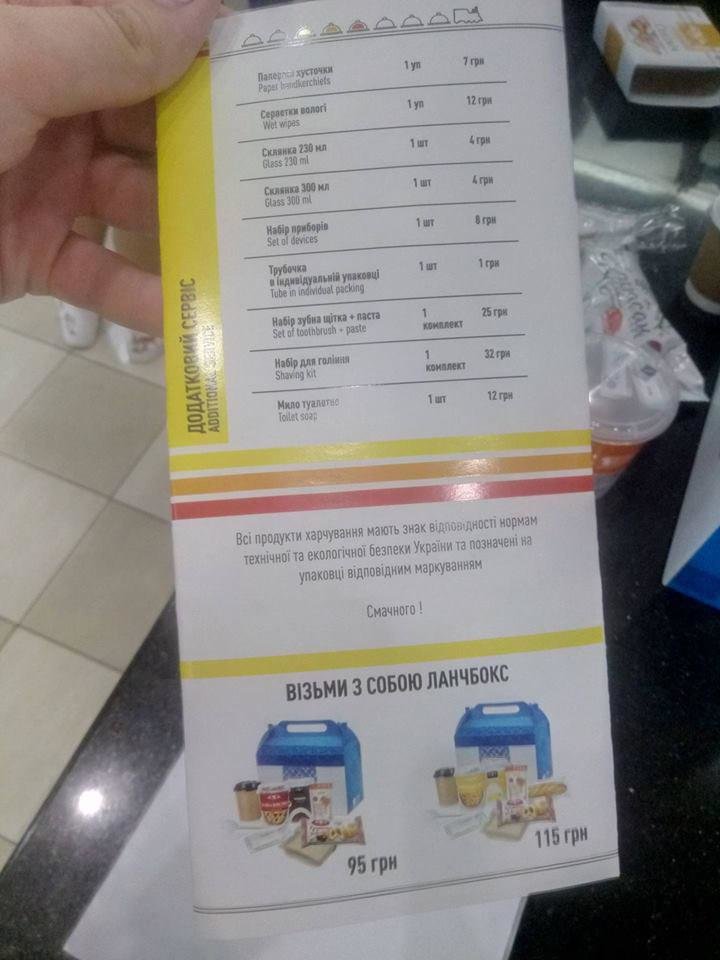 ДОДАТКОВИЙ СЕРВІС
ADDITIONAL SERVICE
Паперові хусточки 1 уп 7 грн
Paper handkerchiefs
Серветки вологі 1 уп 12 грн
Wet wipes
Склянка 230 мл 1 шт 4 грн
Glass 230 ml
Склянка 300 мл 1 шт 4 грн
Glass 300 ml
Набір приборів 1 шт 8 грн
Set of devices
Трубочка
в індивідуальній упаковці 1 шт 1 грн
Tube in individual packing
Набір зубна щітка + паста 1 комплект 25 грн
Set of toothbrush + paste
Набір для гоління 1 комплект 32 грн
Shaving kit
Мило туалетне 1 шт 12 грн
Toilet soap
Всі продукти харчування мають знак відповідності нормам
технічної та екологічної безпеки України та позначені на
упаковці відповідним маркуванням
Смачного !
ВІЗЬМИ З СОБОЮ ЛАНЧБОКС
95 грн
115 грн